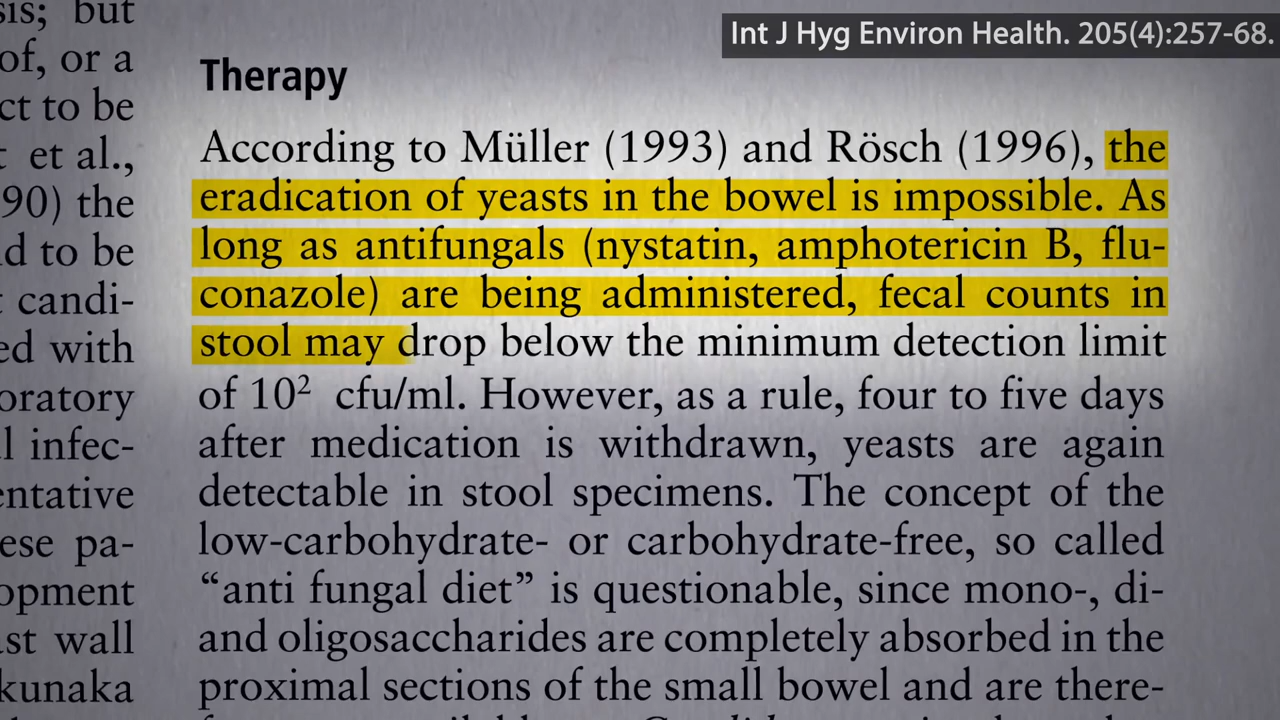 Int J Hyg Environ Health. 205(4):257-68.
sis; but
of, or a
ct to be
et al.,
90) the
d to be
candi-
ed with
oratory
l infec-
entative
ese pa-
opment
ast wall
kunaka
Therapy
According to Müller (1993) and Rösch (1996), the
eradication of yeasts in the bowel is impossible. As
long as antifungals (nystatin, amphotericin B, flu-
conazole) are being administered, fecal counts in
stool may drop below the minimum detection limit
of 10² cfu/ml. However, as a rule, four to five days
after medication is withdrawn, yeasts are again
detectable in stool specimens. The concept of the
low-carbohydrate- or carbohydrate-free, so called
“anti fungal diet” is questionable, since mono-, di-
and oligosaccharides are completely absorbed in the
proximal sections of the small bowel and are there-